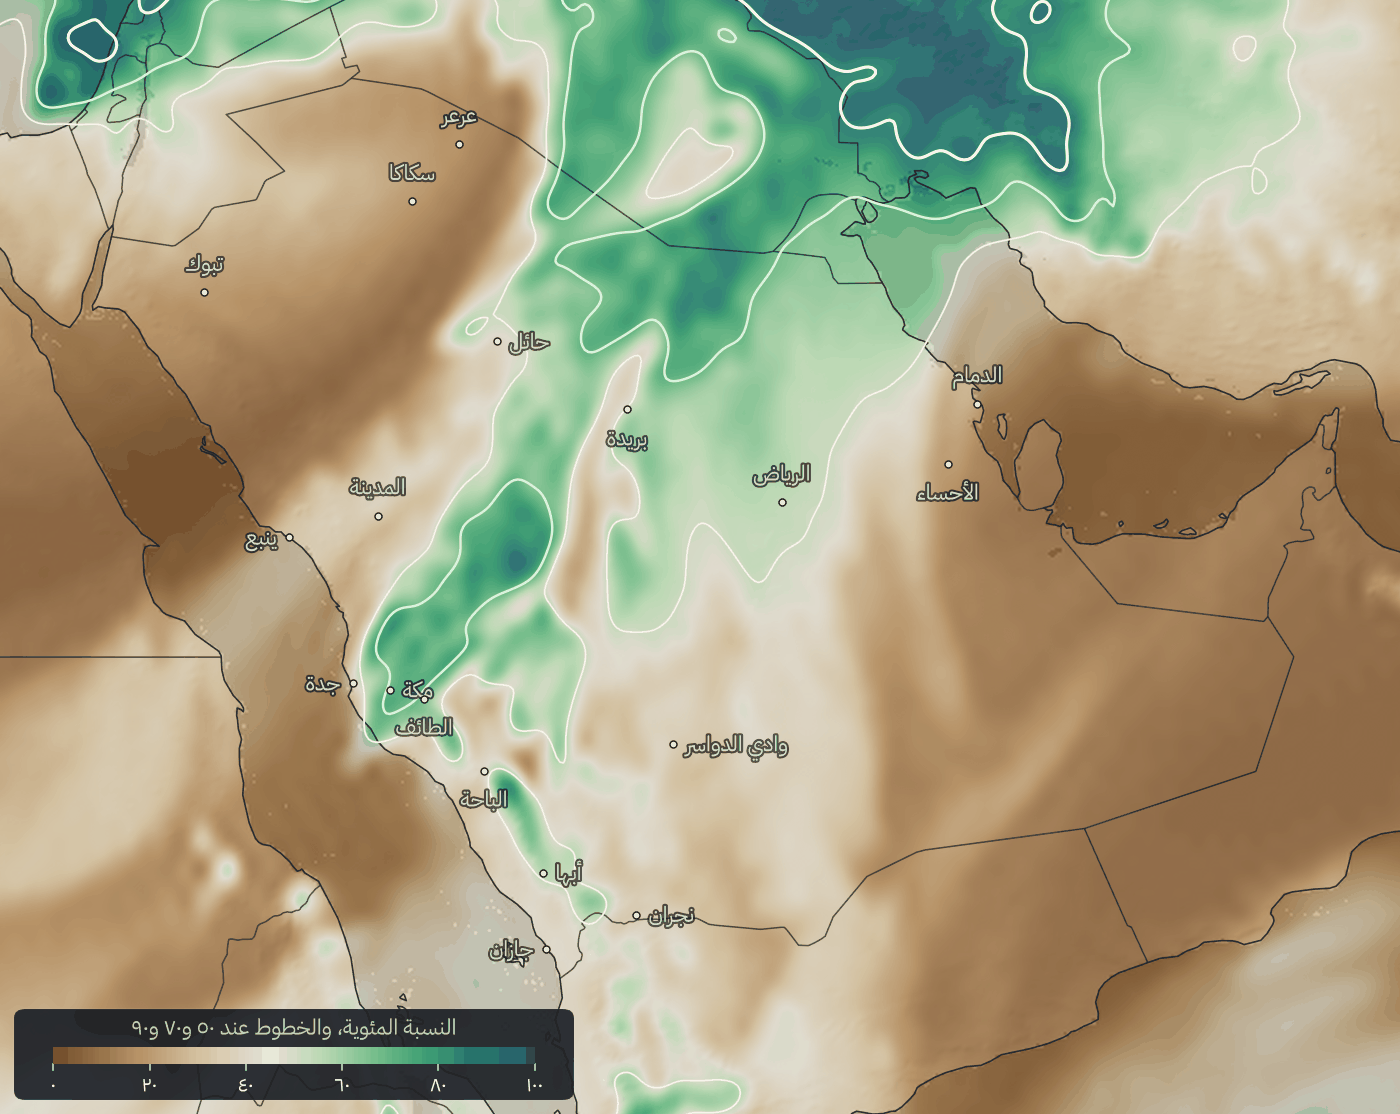 عرعر
سكاكا
تبوك
حائل
الدمام
بريدة
الرياض
الأحساء
المدينة
ينبع
جدة
مكة
الطائف
وادي الدواسر
الباحة
أبها
نجران
جازان
النسبة المئوية، والخطوط عند ٥٠ و٧٠ و٩٠
٠ ٢٠ ٤٠ ٦٠ ٨٠ ١٠٠